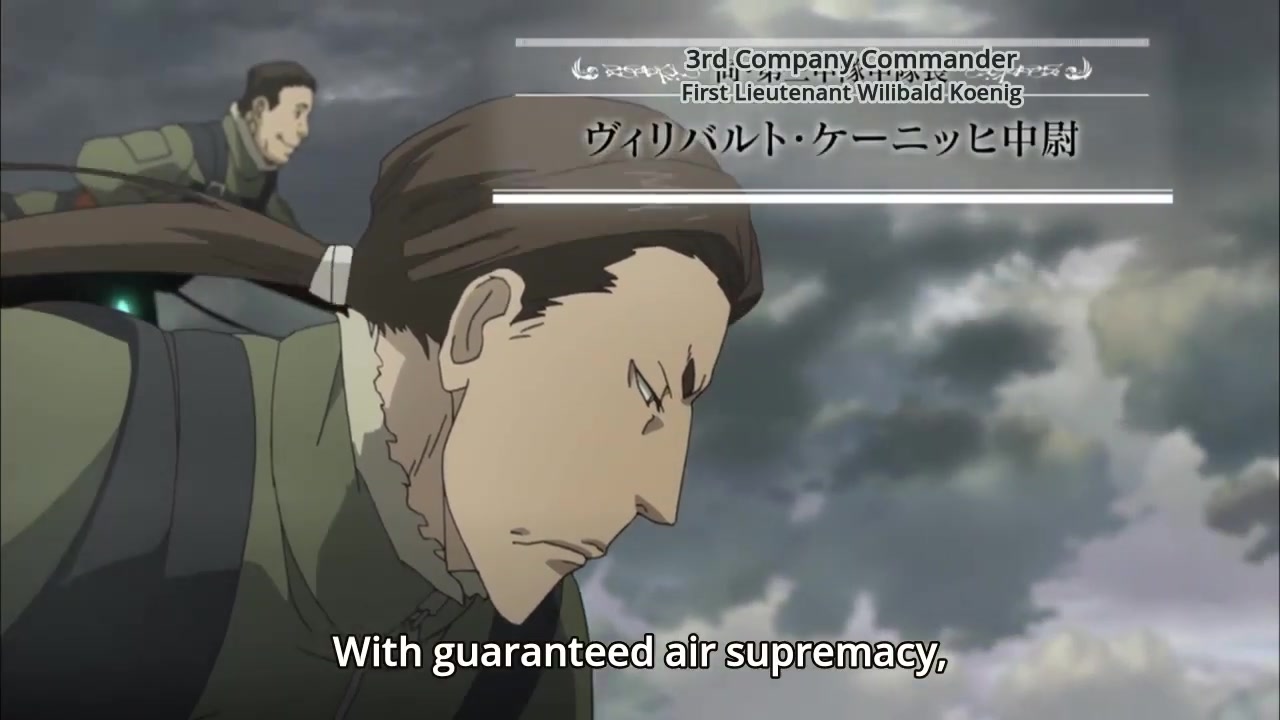 3rd Company Commander
First Lieutenant Wilibald Koenig
ヴィリバルト・ケーニッヒ中尉
With guaranteed air supremacy,